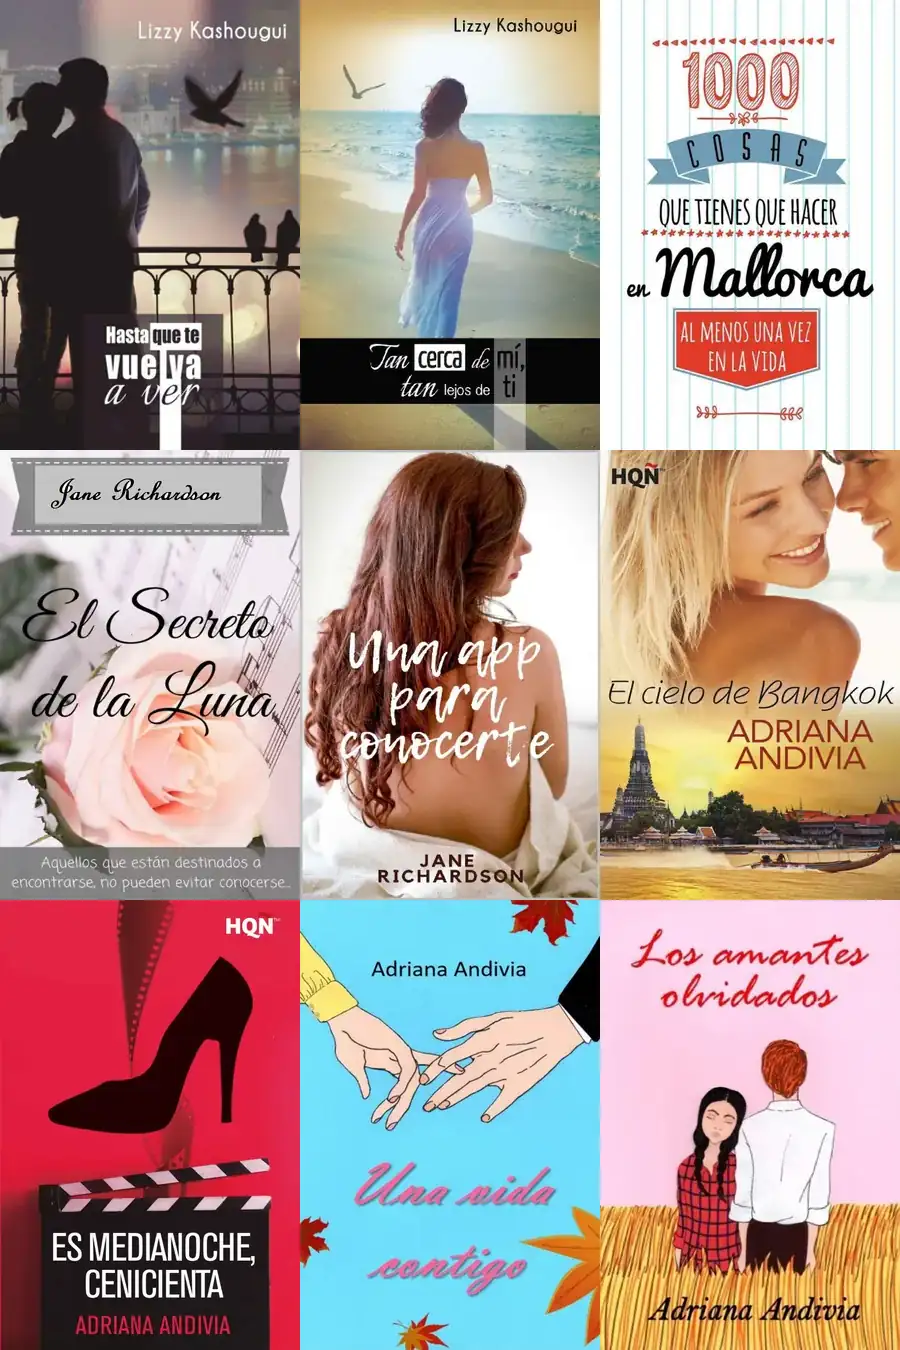 Lizzy Kashougui
Hasta que te
vuelva
a ver
Lizzy Kashougui
Tan cerca de mí,
tan lejos de ti
1000
COSAS
QUE TIENES QUE HACER
en Mallorca
AL MENOS UNA VEZ
EN LA VIDA
Jane Richardson
El Secreto
de la Luna
Aquellos que están destinados a
encontrarse, no pueden evitar conocerse...
Una app
para
conocerte
JANE
RICHARDSON
HQÑ
El cielo de Bangkok
ADRIANA
ANDIVIA
HQN
ES MEDIANOCHE,
CENICIENTA
ADRIANA ANDIVIA
Adriana Andivia
Una vida
contigo
Los amantes
olvidados
Adriana Andivia